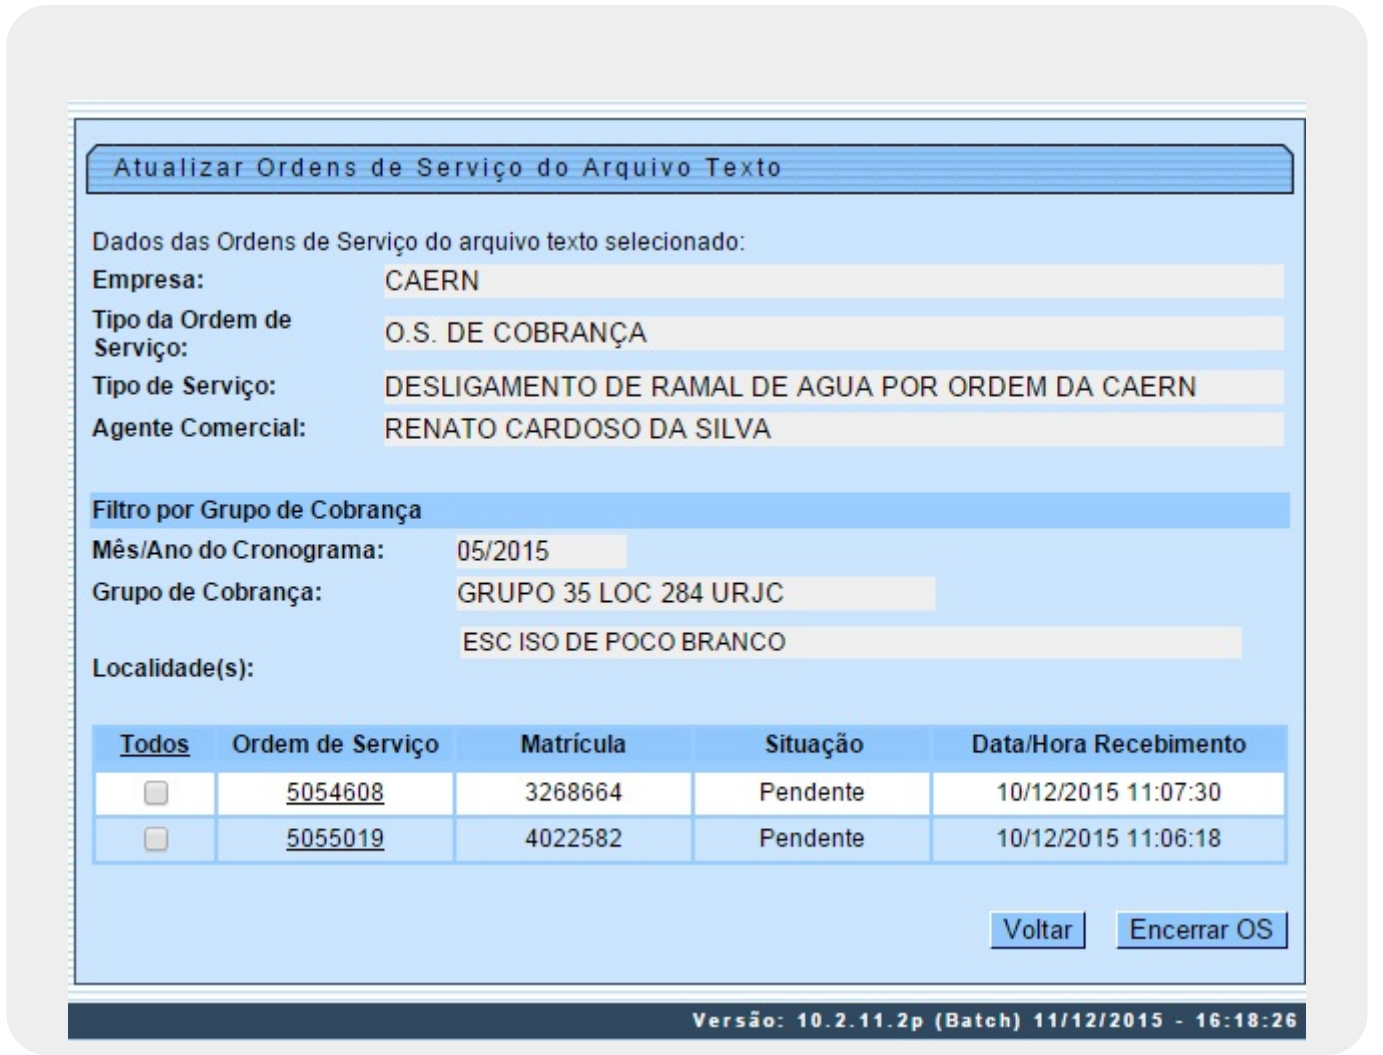 Atualizar Ordens de Serviço do Arquivo Texto
Dados das Ordens de Serviço do arquivo texto selecionado:
Empresa: CAERN
Tipo da Ordem de
Serviço: O.S. DE COBRANÇA
Tipo de Serviço: DESLIGAMENTO DE RAMAL DE AGUA POR ORDEM DA CAERN
Agente Comercial: RENATO CARDOSO DA SILVA
Filtro por Grupo de Cobrança
Mês/Ano do Cronograma: 05/2015
Grupo de Cobrança: GRUPO 35 LOC 284 URJC
ESC ISO DE POCO BRANCO
Localidade(s):
Todos Ordem de Serviço Matrícula Situação Data/Hora Recebimento
5054608 3268664 Pendente 10/12/2015 11:07:30
5055019 4022582 Pendente 10/12/2015 11:06:18
Voltar Encerrar OS
Versão: 10.2.11.2p (Batch) 11/12/2015 - 16:18:26